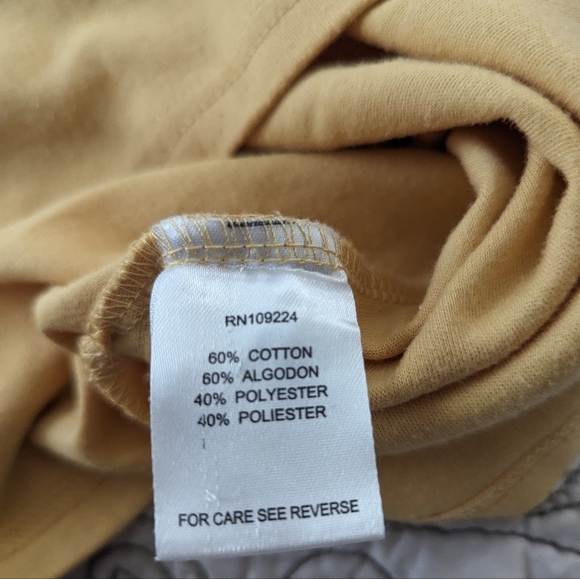 RN109224
60% COTTON
60% ALGODON
40% POLYESTER
40% POLIESTER
FOR CARE SEE REVERSE